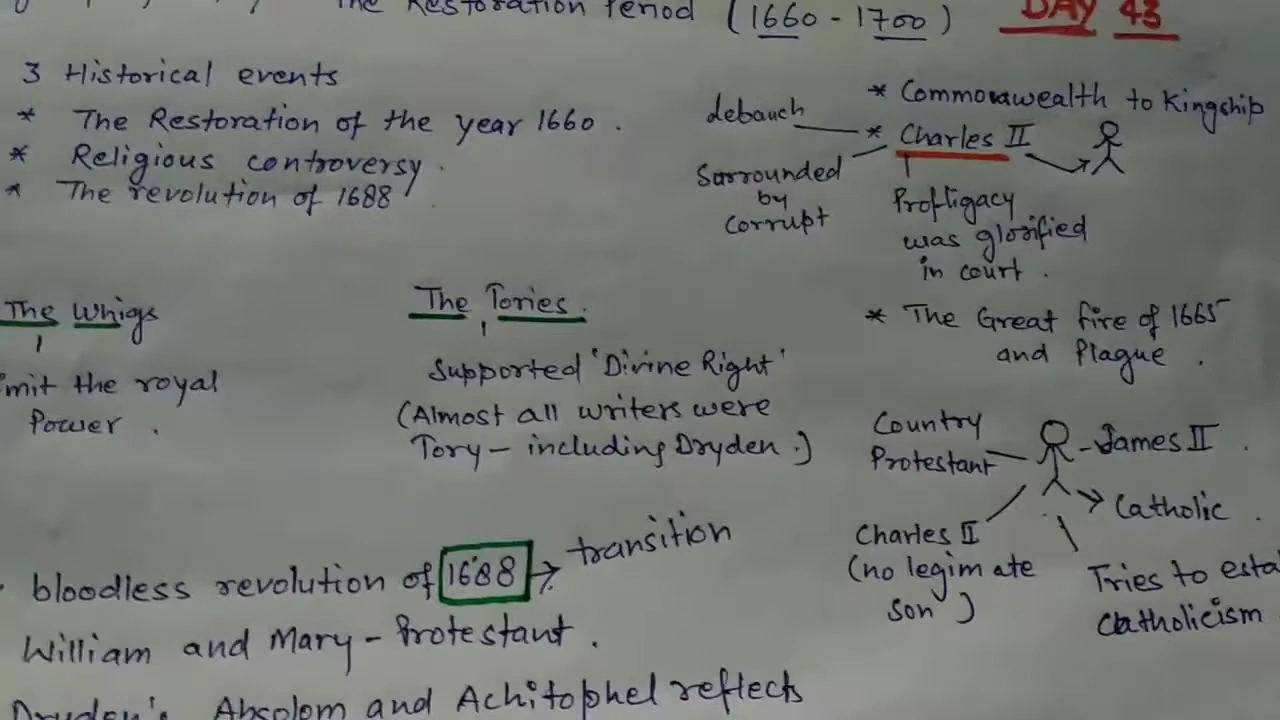 The Restoration Period (1660 - 1700) DAY 43
3 Historical events
* The Restoration of the year 1660 .
* Religious controversy .
* The revolution of 1688
* Commonwealth to Kingship
debauch
* Charles II
Surrounded
by
Corrupt
Profligacy
was glorified
in court .
The Whigs
mit the royal
Power .
The Tories .
Supported 'Divine Right'
(Almost all writers were
Tory - including Dryden .)
* The Great fire of 1665
and Plague .
Country
Protestant
James II .
Catholic .
Charles II
(no legim ate
son )
Tries to esta
Catholicism
bloodless revolution of 1688 → transition
William and Mary - Protestant .
Dryden's Absolom and Achitophel reflects